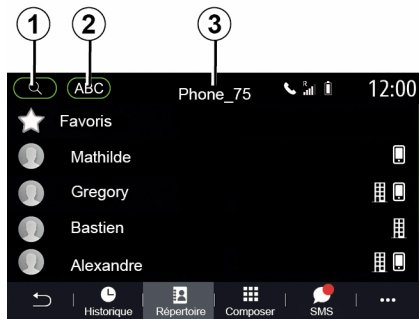 1 2 3
ABC Phone_75 R 12:00
Favoris
Mathilde
Gregory
Bastien
Alexandre
Historique Répertoire Composer SMS